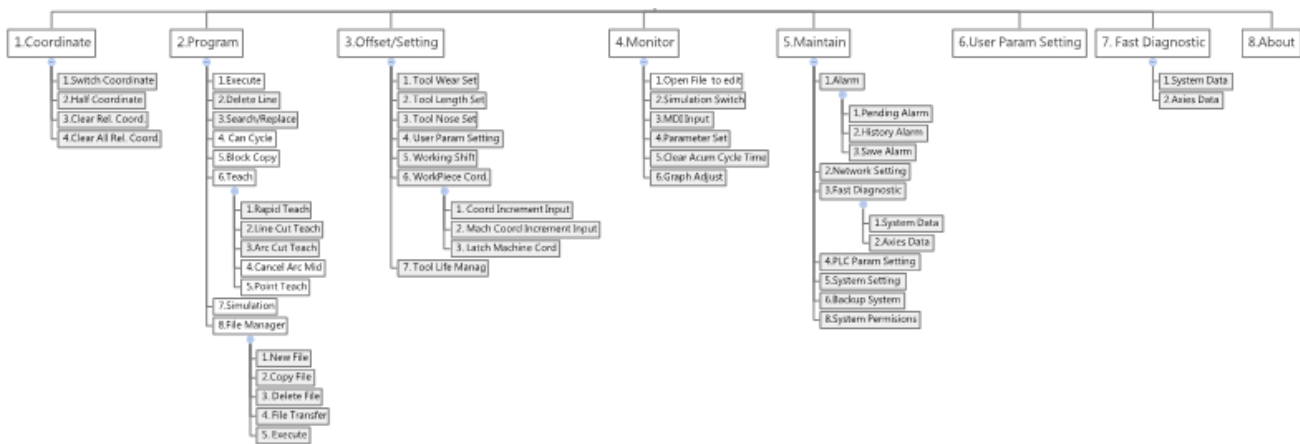 1.Coordinate
1.Switch Coordinate
2.Half Coordinate
3.Clear Rel. Coord.
4.Clear All Rel. Coord.
2.Program
1.Execute
2.Delete Line
3.Search/Replace
4. Can Cycle
5.Block Copy
6.Teach
1.Rapid Teach
2.Line Cut Teach
3.Arc Cut Teach
4.Cancel Arc Mid
5.Point Teach
7.Simulation
8.File Manager
1.New File
2.Copy File
3. Delete File
4. File Transfer
5. Execute
3.Offset/Setting
1. Tool Wear Set
2. Tool Length Set
3. Tool Nose Set
4. User Param Setting
5. Working Shift
6. WorkPiece Cord.
1. Coord Increment Input
2. Mach Coord Increment Input
3. Latch Machine Cord
7. Tool Life Manag
4.Monitor
1.Open File to edit
2.Simulation Switch
3.MDI Input
4.Parameter Set
5.Clear Acum Cycle Time
6.Graph Adjust
5.Maintain
1.Alarm
1.Pending Alarm
2.History Alarm
3.Save Alarm
2.Network Setting
3.Fast Diagnostic
1.System Data
2.Axies Data
4.PLC Param Setting
5.System Setting
6.Backup System
8.System Permisions
6.User Param Setting
7. Fast Diagnostic
1.System Data
2.Axies Data
8.About